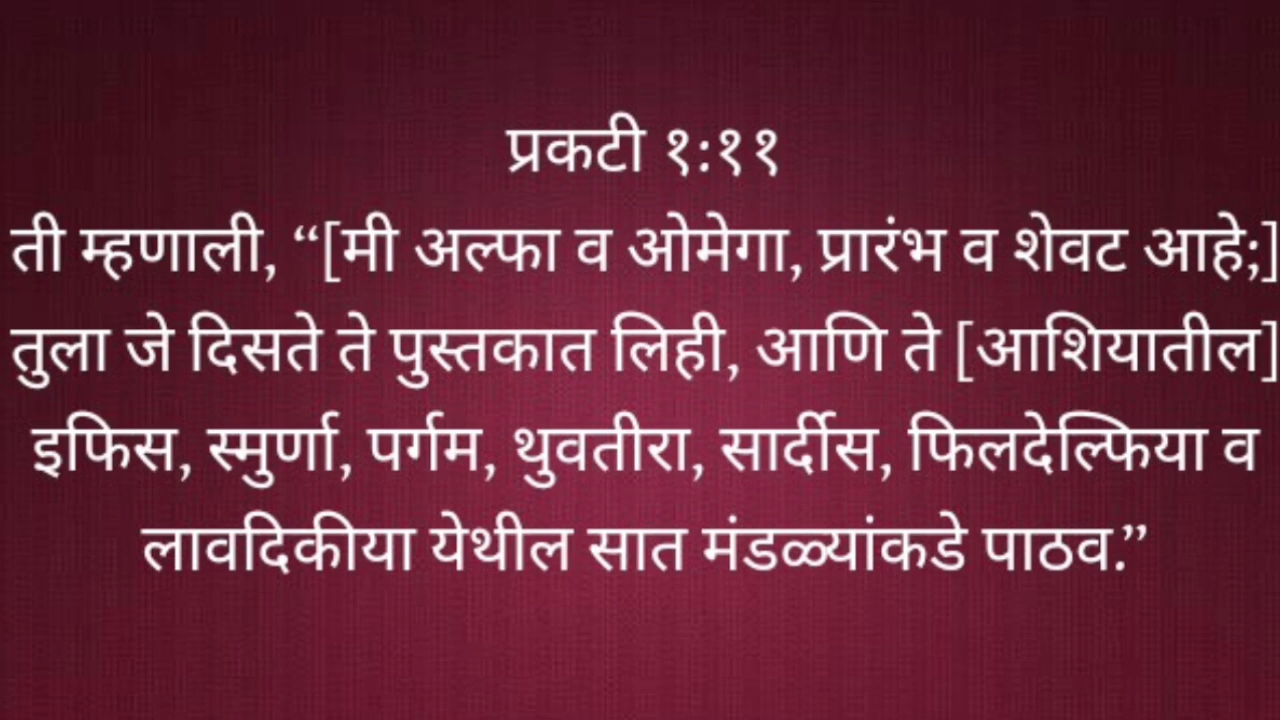 प्रकटी १:११
ती म्हणाली, “[मी अल्फा व ओमेगा, प्रारंभ व शेवट आहे;]
तुला जे दिसते ते पुस्तकात लिही, आणि ते [आशियातील]
इफिस, स्मुर्णा, पर्गम, थुवतीरा, सार्दीस, फिलदेल्फिया व
लावदिकीया येथील सात मंडळ्यांकडे पाठव.”